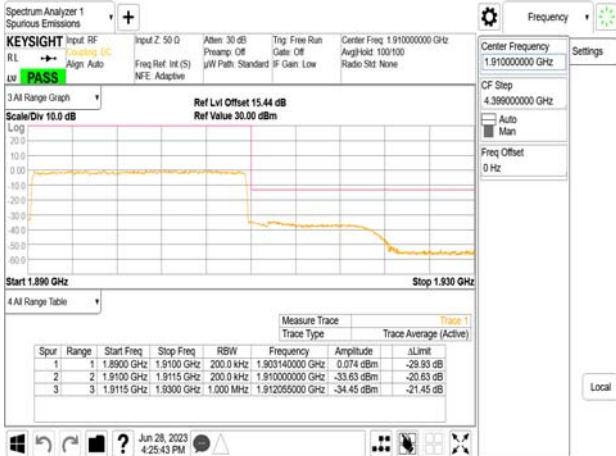 Spectrum Analyzer 1
Spurious Emissions
Frequency
Settings
KEYSIGHT
RL
LV
PASS
Input: RF
Coupling: DC
Align: Auto
Input Z: 50 Ω
Freq Ref: Int (S)
NFE: Adaptive
Atten: 30 dB
Preamp: Off
µW Path: Standard
Trig: Free Run
Gate: Off
IF Gain: Low
Center Freq: 1.910000000 GHz
Avg|Hold: 100/100
Radio Std: None
Center Frequency
1.910000000 GHz
CF Step
4.399000000 GHz
Auto
Man
Freq Offset
0 Hz
Local
3 All Range Graph
Scale/Div 10.0 dB
Ref Lvl Offset 15.44 dB
Ref Value 30.00 dBm
Log
20.0
10.0
0.00
-10.0
-20.0
-30.0
-40.0
-50.0
-60.0
Start 1.890 GHz
Stop 1.930 GHz
4 All Range Table
Measure Trace Trace 1
Trace Type Trace Average (Active)
Spur Range Start Freq Stop Freq RBW Frequency Amplitude ΔLimit
1 1 1.8900 GHz 1.9100 GHz 200.0 kHz 1.903140000 GHz 0.074 dBm -29.93 dB
2 2 1.9100 GHz 1.9115 GHz 200.0 kHz 1.910000000 GHz -33.63 dBm -20.63 dB
3 3 1.9115 GHz 1.9300 GHz 1.000 MHz 1.912055000 GHz -34.45 dBm -21.45 dB
Jun 28, 2023
4:25:43 PM